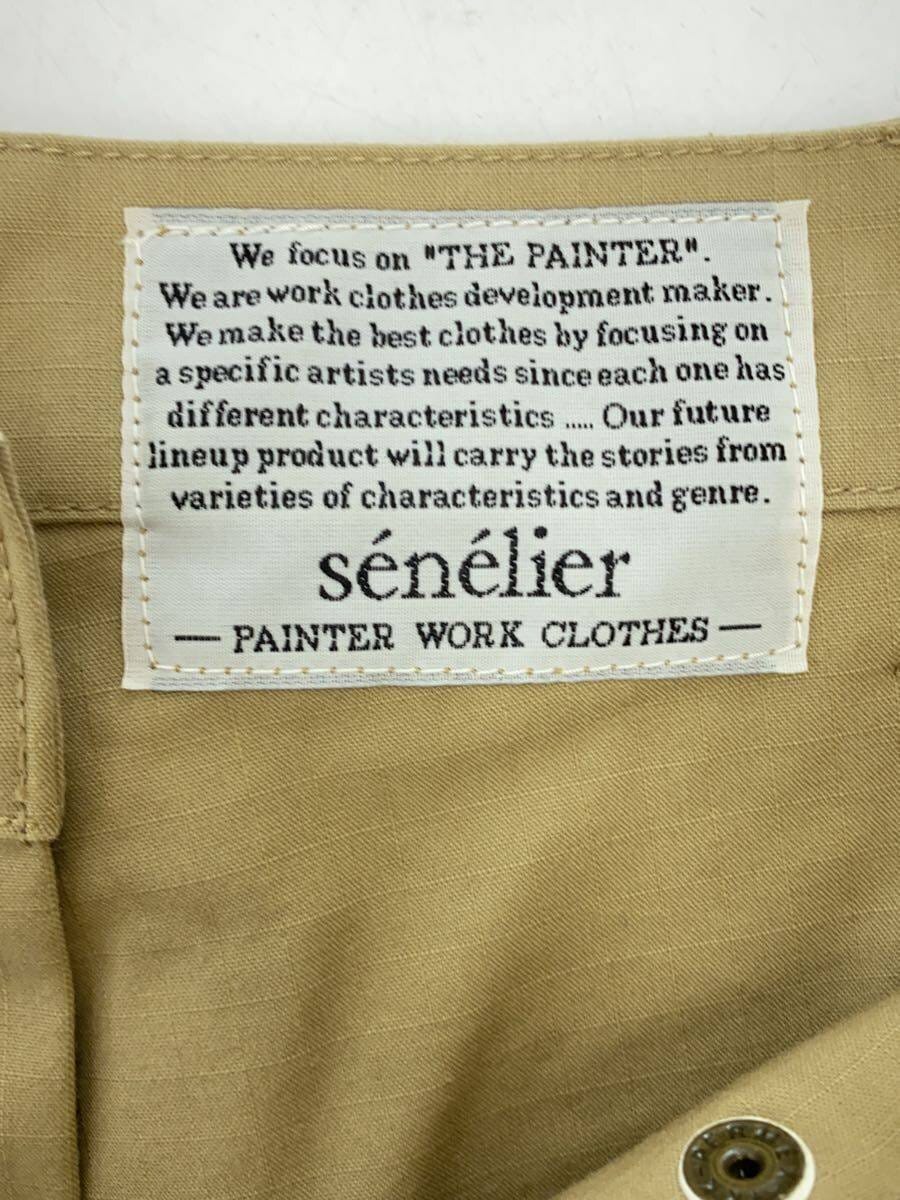 We focus on "THE PAINTER".
We are work clothes development maker.
We make the best clothes by focusing on
a specific artists needs since each one has
different characteristics ..... Our future
lineup product will carry the stories from
varieties of characteristics and genre.
sénélier
— PAINTER WORK CLOTHES —